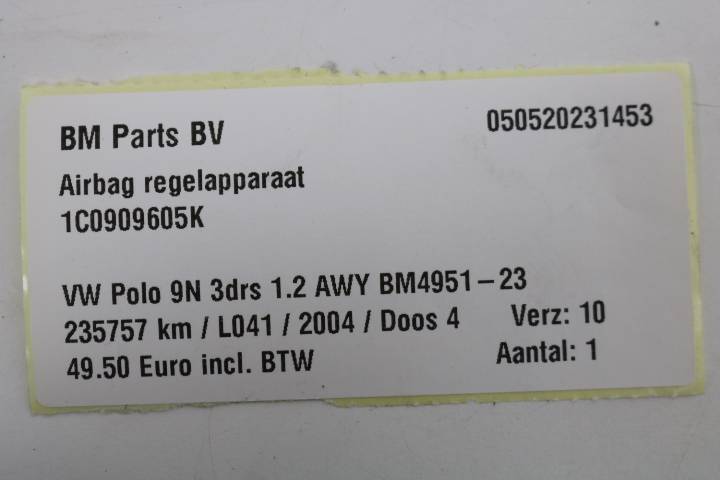 BM Parts BV
050520231453
Airbag regelapparaat
1C0909605K
VW Polo 9N 3drs 1.2 AWY BM4951-23
235757 km / L041 / 2004 / Doos 4 Verz: 10
49.50 Euro incl. BTW Aantal: 1